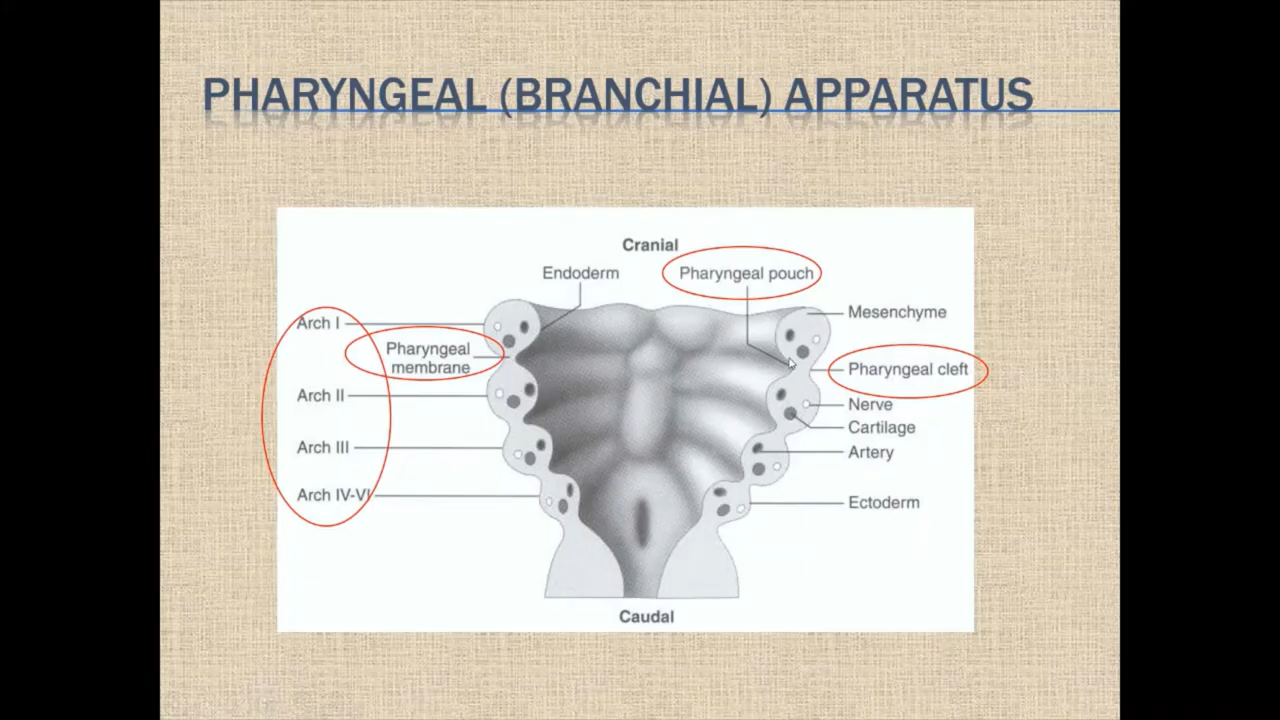 PHARYNGEAL (BRANCHIAL) APPARATUS
Cranial
Endoderm
Pharyngeal pouch
Arch I
Pharyngeal
membrane
Arch II
Arch III
Arch IV-VI
Mesenchyme
Pharyngeal cleft
Nerve
Cartilage
Artery
Ectoderm
Caudal